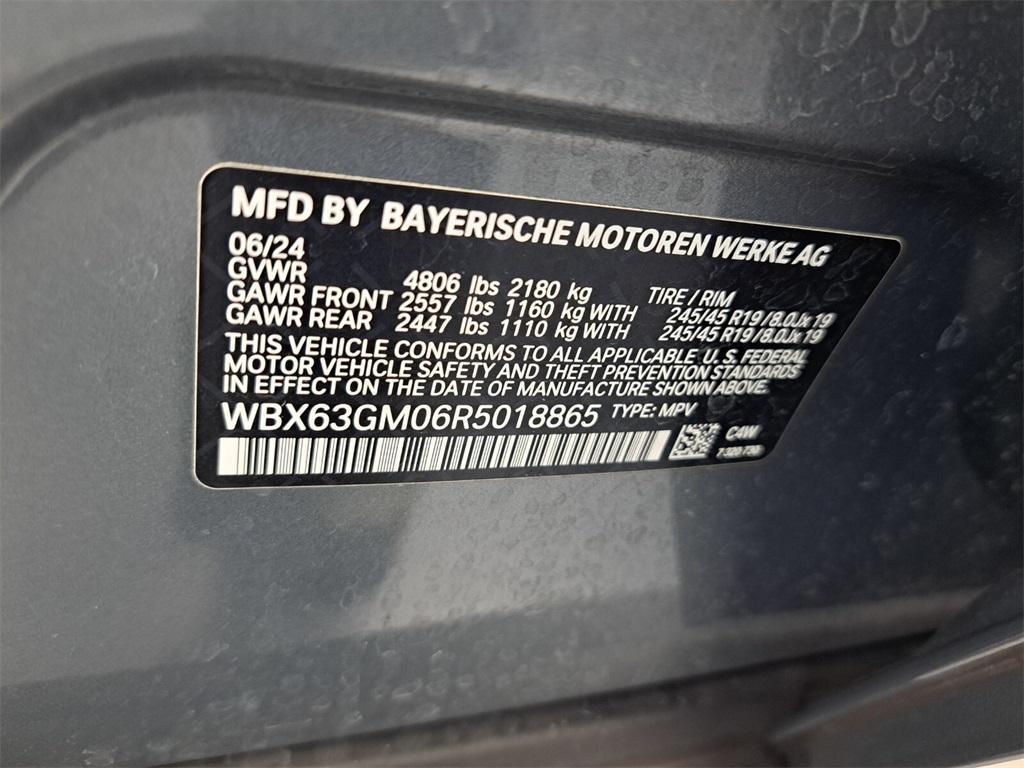 MFD BY BAYERISCHE MOTOREN WERKE AG
06/24
GVWR 4806 lbs 2180 kg TIRE / RIM
GAWR FRONT 2557 lbs 1160 kg WITH 245/45 R19/8.0Jx19
GAWR REAR 2447 lbs 1110 kg WITH 245/45 R19/8.0Jx19
THIS VEHICLE CONFORMS TO ALL APPLICABLE U.S. FEDERAL
MOTOR VEHICLE SAFETY AND THEFT PREVENTION STANDARDS
IN EFFECT ON THE DATE OF MANUFACTURE SHOWN ABOVE.
WBX63GM06R5018865 TYPE: MPV
C4W